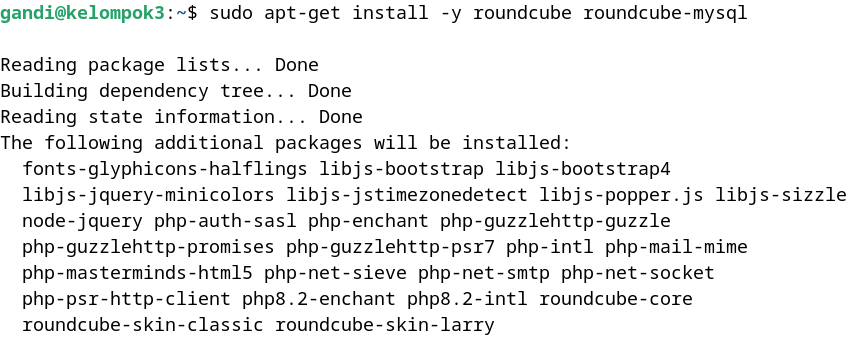 gandi@kelompok3:~$ sudo apt-get install -y roundcube roundcube-mysql
Reading package lists... Done
Building dependency tree... Done
Reading state information... Done
The following additional packages will be installed:
  fonts-glyphicons-halflings libjs-bootstrap libjs-bootstrap4
  libjs-jquery-minicolors libjs-jstimezonedetect libjs-popper.js libjs-sizzle
  node-jquery php-auth-sasl php-enchant php-guzzlehttp-guzzle
  php-guzzlehttp-promises php-guzzlehttp-psr7 php-intl php-mail-mime
  php-masterminds-html5 php-net-sieve php-net-smtp php-net-socket
  php-psr-http-client php8.2-enchant php8.2-intl roundcube-core
  roundcube-skin-classic roundcube-skin-larry